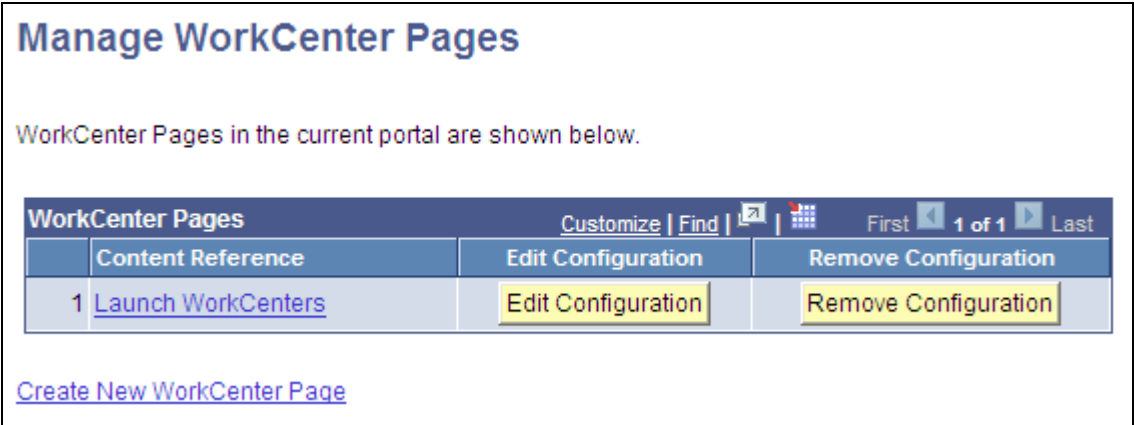 Manage WorkCenter Pages
WorkCenter Pages in the current portal are shown below.
WorkCenter Pages Customize | Find | | First 1 of 1 Last
Content Reference Edit Configuration Remove Configuration
1 Launch WorkCenters Edit Configuration Remove Configuration
Create New WorkCenter Page